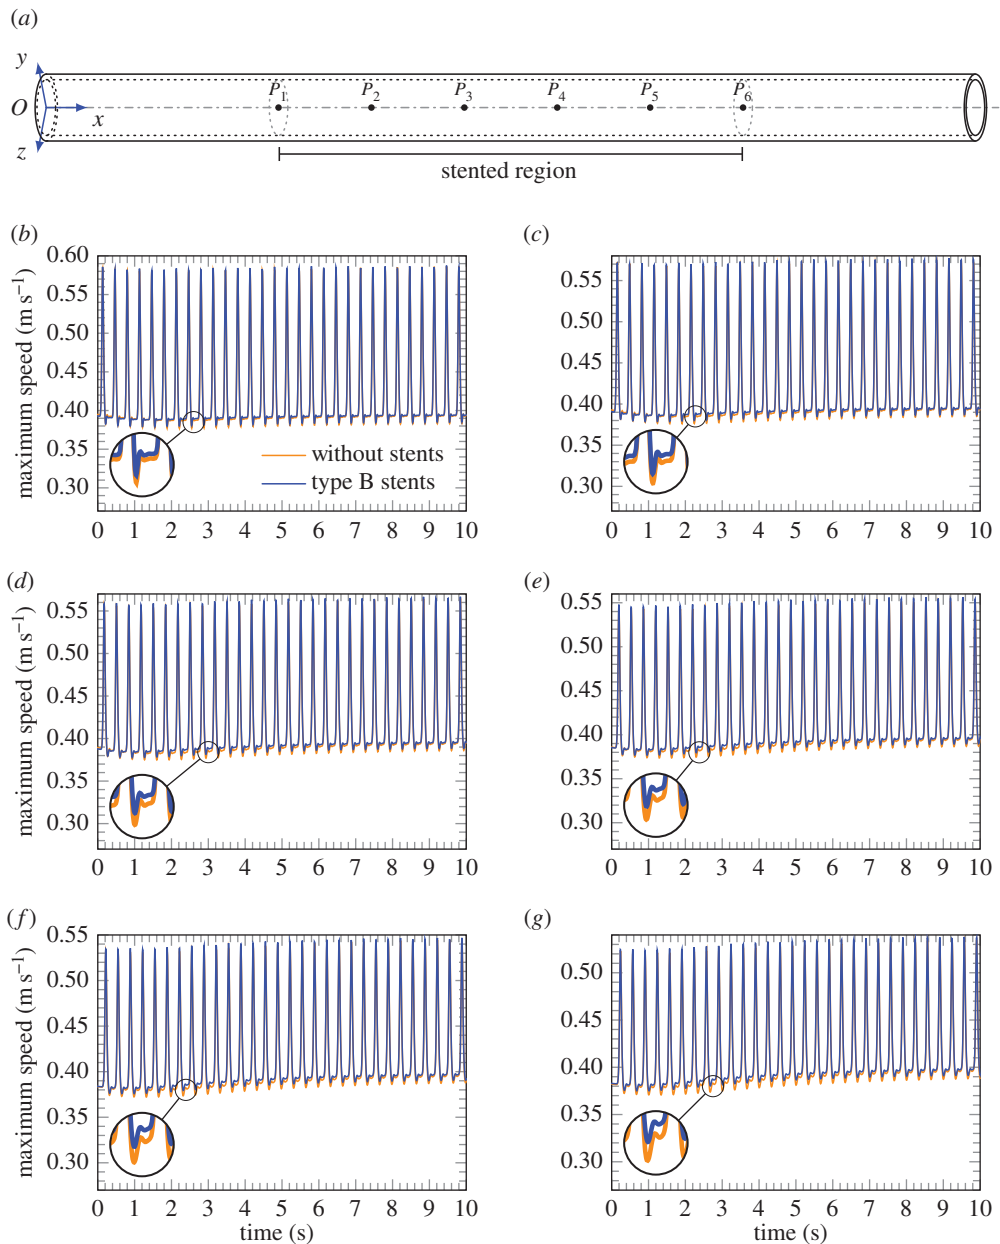 (a)
y
P1 P2 P3 P4 P5 P6
O
x
z
stented region
(b)
maximum speed (m s−1)
0.60
0.55
0.50
0.45
0.40
0.35
0.30
without stents
type B stents
0 1 2 3 4 5 6 7 8 9 10
(c)
0.55
0.50
0.45
0.40
0.35
0.30
0 1 2 3 4 5 6 7 8 9 10
(d)
maximum speed (m s−1)
0.55
0.50
0.45
0.40
0.35
0.30
0 1 2 3 4 5 6 7 8 9 10
(e)
0.55
0.50
0.45
0.40
0.35
0.30
0 1 2 3 4 5 6 7 8 9 10
(f)
maximum speed (m s−1)
0.55
0.50
0.45
0.40
0.35
0.30
0 1 2 3 4 5 6 7 8 9 10
time (s)
(g)
0.50
0.45
0.40
0.35
0.30
0 1 2 3 4 5 6 7 8 9 10
time (s)